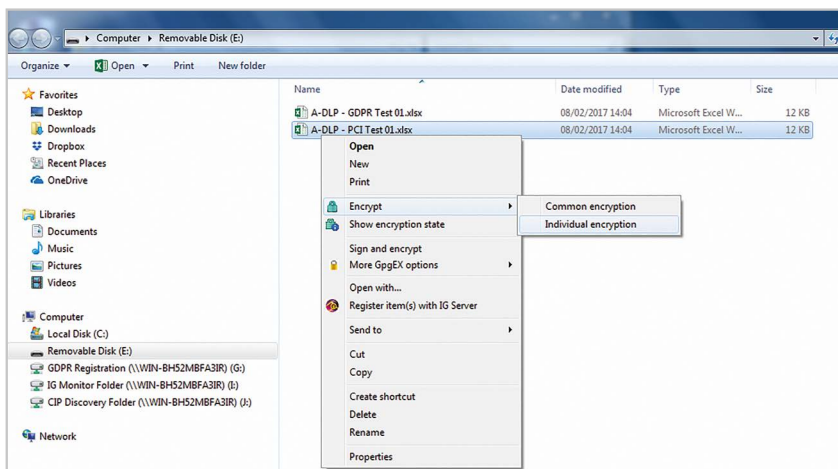 Computer ▸ Removable Disk (E:)
Organize Open Print New folder
Favorites
Desktop
Downloads
Dropbox
Recent Places
OneDrive
Libraries
Documents
Music
Pictures
Videos
Computer
Local Disk (C:)
Removable Disk (E:)
GDPR Registration (\\WIN-BH52MBFA3IR) (G:)
IG Monitor Folder (\\WIN-BH52MBFA3IR) (I:)
CIP Discovery Folder (\\WIN-BH52MBFA3IR) (J:)
Network
Name Date modified Type Size
A-DLP - GDPR Test 01.xlsx 08/02/2017 14:04 Microsoft Excel W... 12 KB
A-DLP - PCI Test 01.xlsx 08/02/2017 14:04 Microsoft Excel W... 12 KB
Open
New
Print
Encrypt
Show encryption state
Sign and encrypt
More GpgEX options
Open with...
Register item(s) with IG Server
Send to
Cut
Copy
Create shortcut
Delete
Rename
Properties
Common encryption
Individual encryption